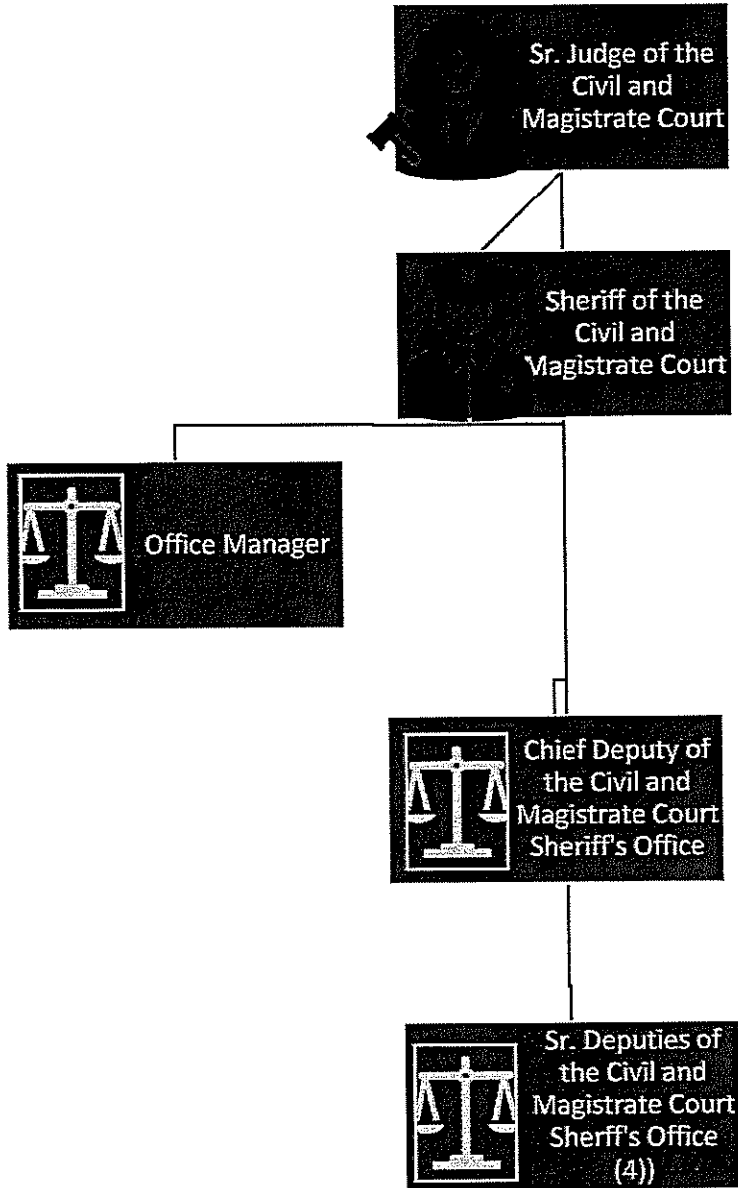 Sr. Judge of the
Civil and
Magistrate Court
Sheriff of the
Civil and
Magistrate Court
Office Manager
Chief Deputy of
the Civil and
Magistrate Court
Sheriff's Office
Sr. Deputies of
the Civil and
Magistrate Court
Sherff's Office
(4))